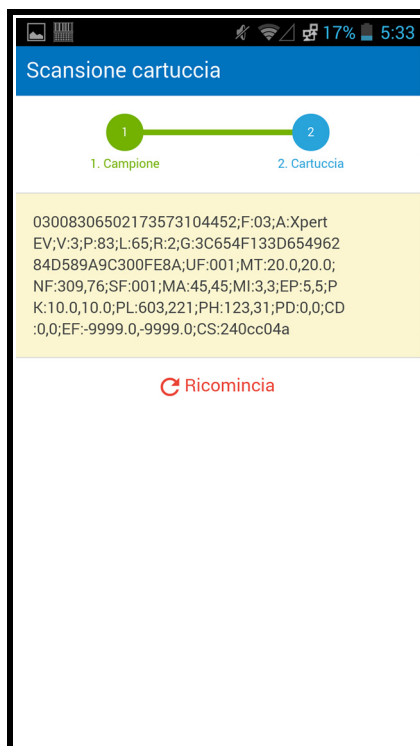 17% 5:33
Scansione cartuccia
1 2
1. Campione 2. Cartuccia
03008306502173573104452;F:03;A:Xpert
EV;V:3;P:83;L:65;R:2;G:3C654F133D654962
84D589A9C300FE8A;UF:001;MT:20.0,20.0;
NF:309,76;SF:001;MA:45,45;MI:3,3;EP:5,5;P
K:10.0,10.0;PL:603,221;PH:123,31;PD:0,0;CD
:0,0;EF:-9999.0,-9999.0;CS:240cc04a
Ricomincia